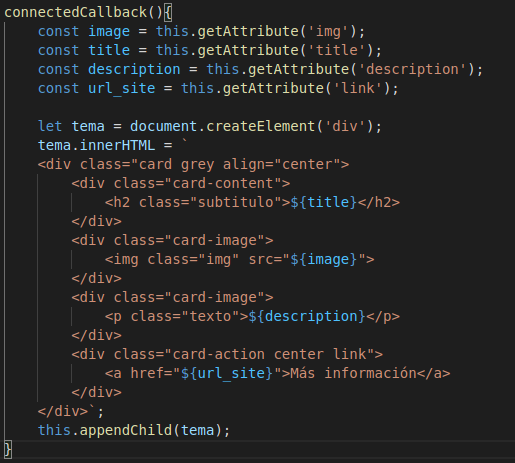 connectedCallback(){
    const image = this.getAttribute('img');
    const title = this.getAttribute('title');
    const description = this.getAttribute('description');
    const url_site = this.getAttribute('link');

    let tema = document.createElement('div');
    tema.innerHTML = `
    <div class="card grey align="center">
        <div class="card-content">
            <h2 class="subtitulo">${title}</h2>
        </div>
        <div class="card-image">
            <img class="img" src="${image}">
        </div>
        <div class="card-image">
            <p class="texto">${description}</p>
        </div>
        <div class="card-action center link">
            <a href="${url_site}">Más información</a>
        </div>
    </div>`;
    this.appendChild(tema);
}